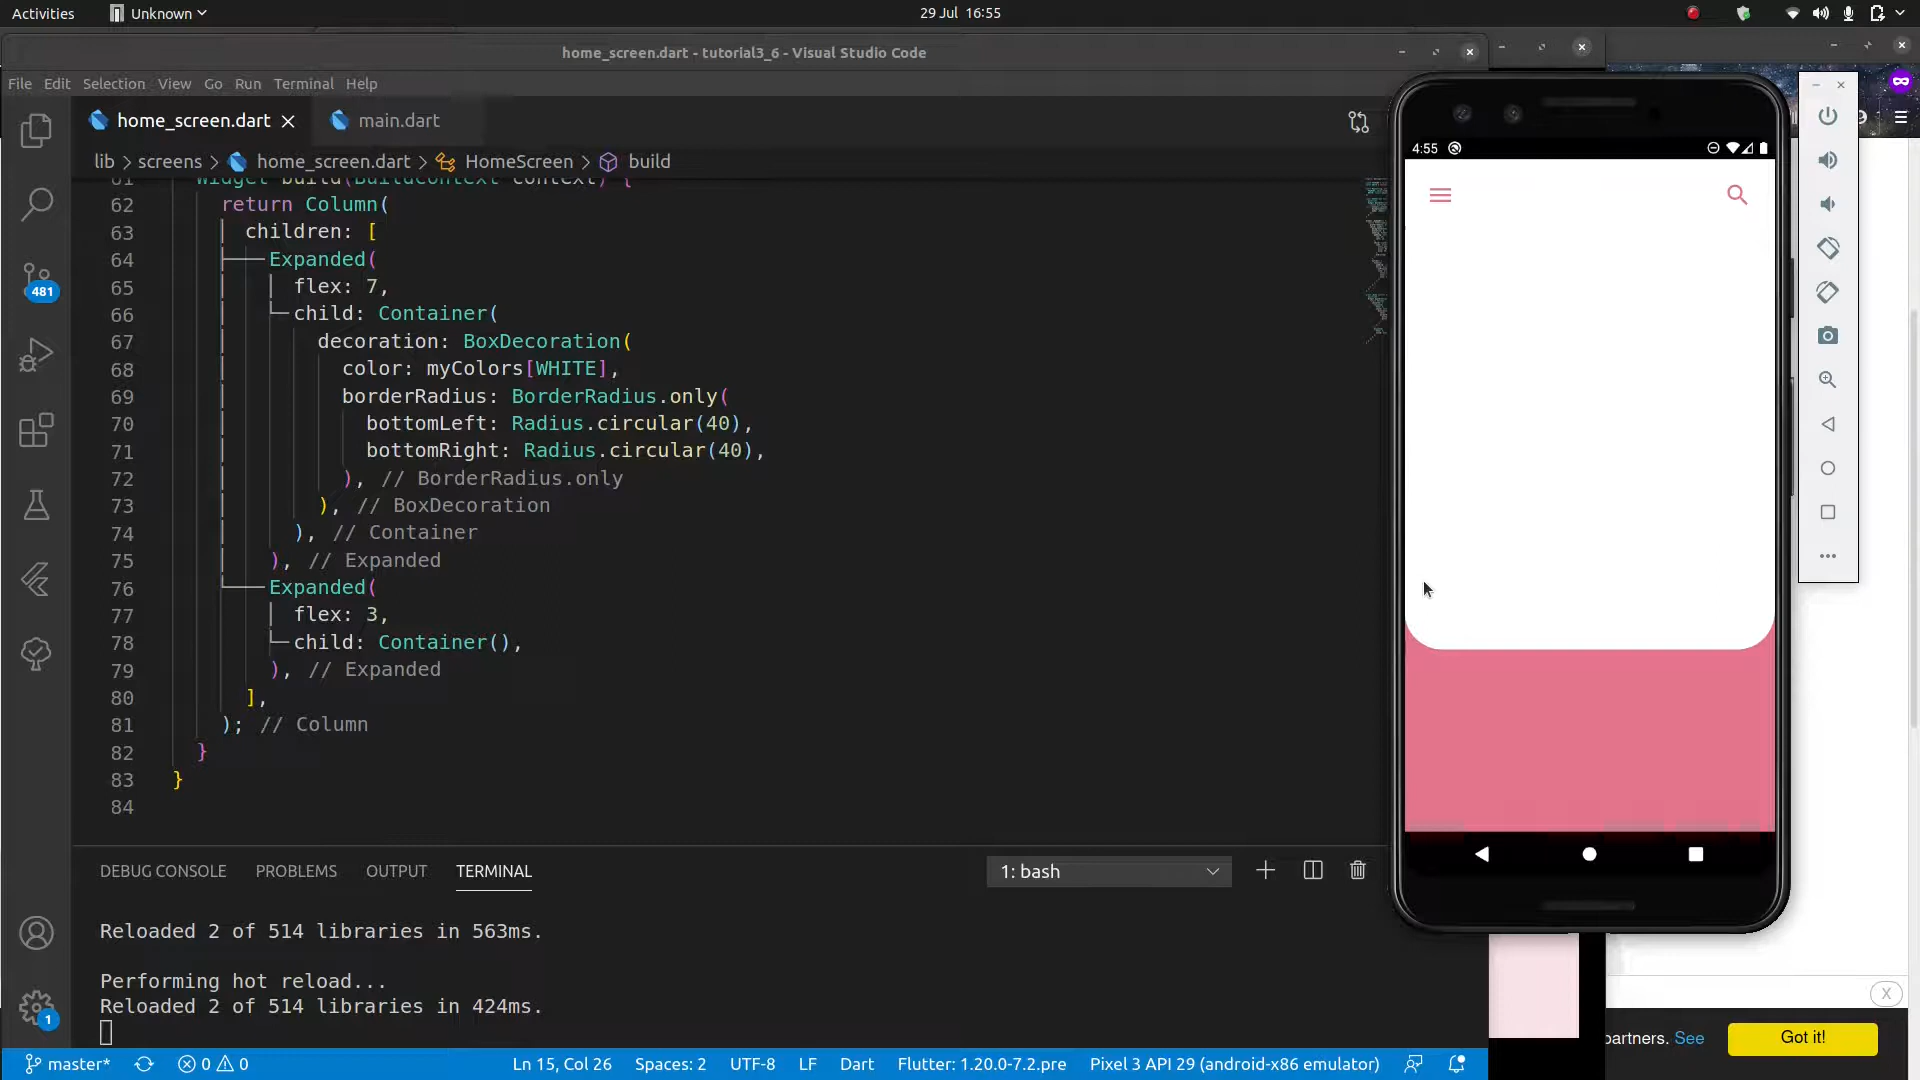 Activities
Unknown
29 Jul 16:55
home_screen.dart - tutorial3_6 - Visual Studio Code
File Edit Selection View Go Run Terminal Help
home_screen.dart
main.dart
lib > screens > home_screen.dart > HomeScreen > build
61 Widget build(BuildContext context) {
62 return Column(
63 children: [
64 Expanded(
65 flex: 7,
66 child: Container(
67 decoration: BoxDecoration(
68 color: myColors[WHITE],
69 borderRadius: BorderRadius.only(
70 bottomLeft: Radius.circular(40),
71 bottomRight: Radius.circular(40),
72 ), // BorderRadius.only
73 ), // BoxDecoration
74 ), // Container
75 ), // Expanded
76 Expanded(
77 flex: 3,
78 child: Container(),
79 ), // Expanded
80 ],
81 ); // Column
82 }
83 }
84
481
1
4:55
DEBUG CONSOLE PROBLEMS OUTPUT TERMINAL
1: bash
Reloaded 2 of 514 libraries in 563ms.
Performing hot reload...
Reloaded 2 of 514 libraries in 424ms.
X
partners. See
Got it!
master* 0 0 Ln 15, Col 26 Spaces: 2 UTF-8 LF Dart Flutter: 1.20.0-7.2.pre Pixel 3 API 29 (android-x86 emulator)